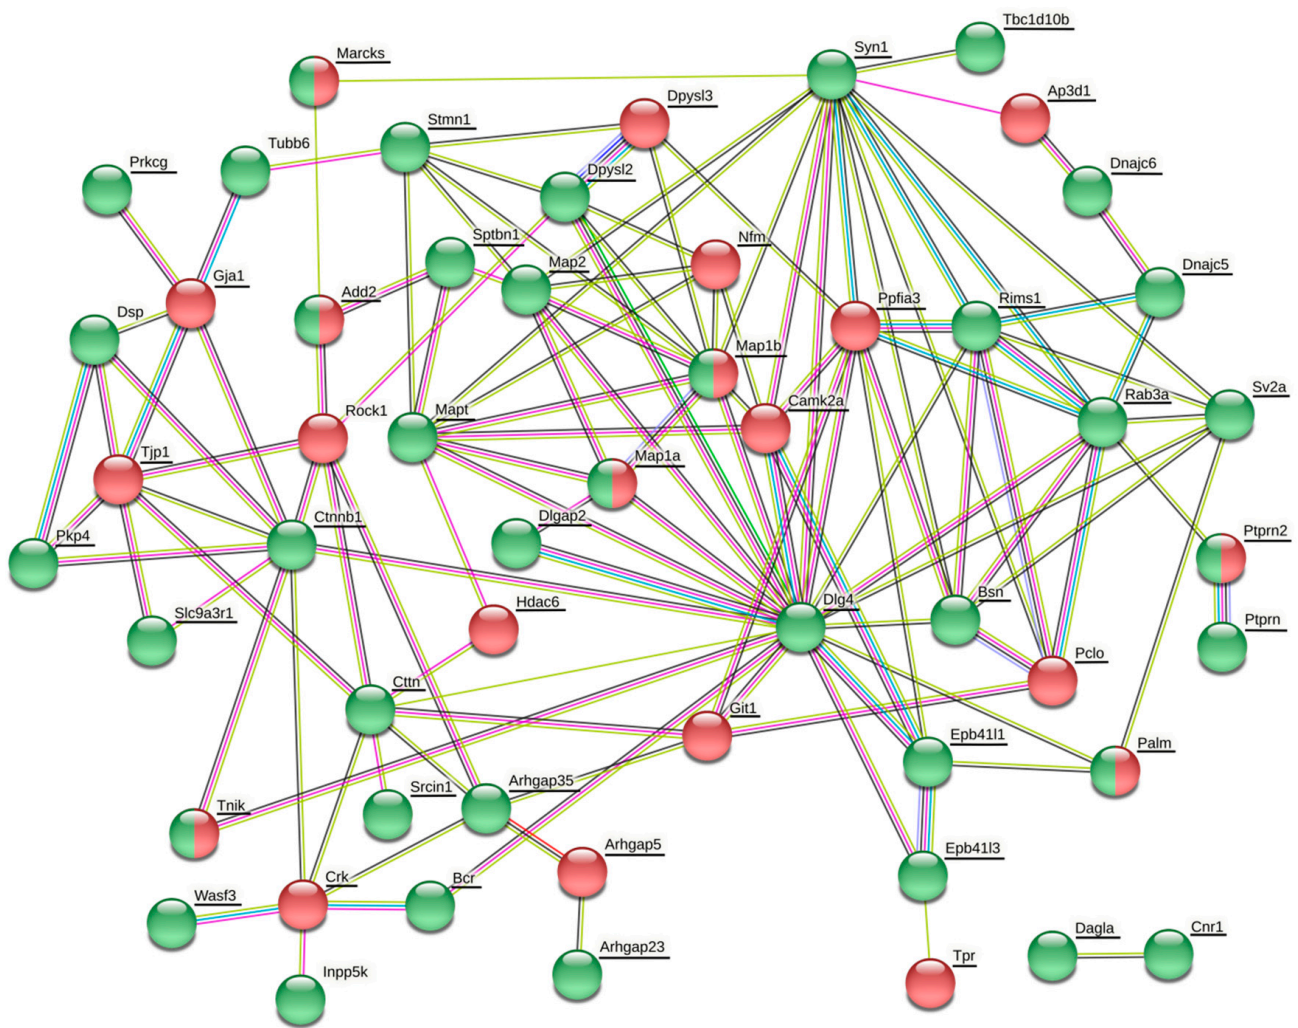 Tbc1d10b
Marcks
Syn1
Dpysl3
Ap3d1
Stmn1
Tubb6
Prkcg
Dpysl2
Dnajc6
Sptbn1
Nfm
Map2
Gja1
Add2
Ppfia3
Rims1
Dnajc5
Dsp
Map1b
Camk2a
Rab3a
Sv2a
Rock1
Mapt
Tjp1
Map1a
Ctnnb1
Dlgap2
Pkp4
Ptprn2
Dlg4
Bsn
Slc9a3r1
Hdac6
Ptprn
Pclo
Cttn
Git1
Epb41l1
Palm
Srcin1
Arhgap35
Tnik
Arhgap5
Epb41l3
Crk
Bcr
Wasf3
Dagla
Cnr1
Arhgap23
Tpr
Inpp5k